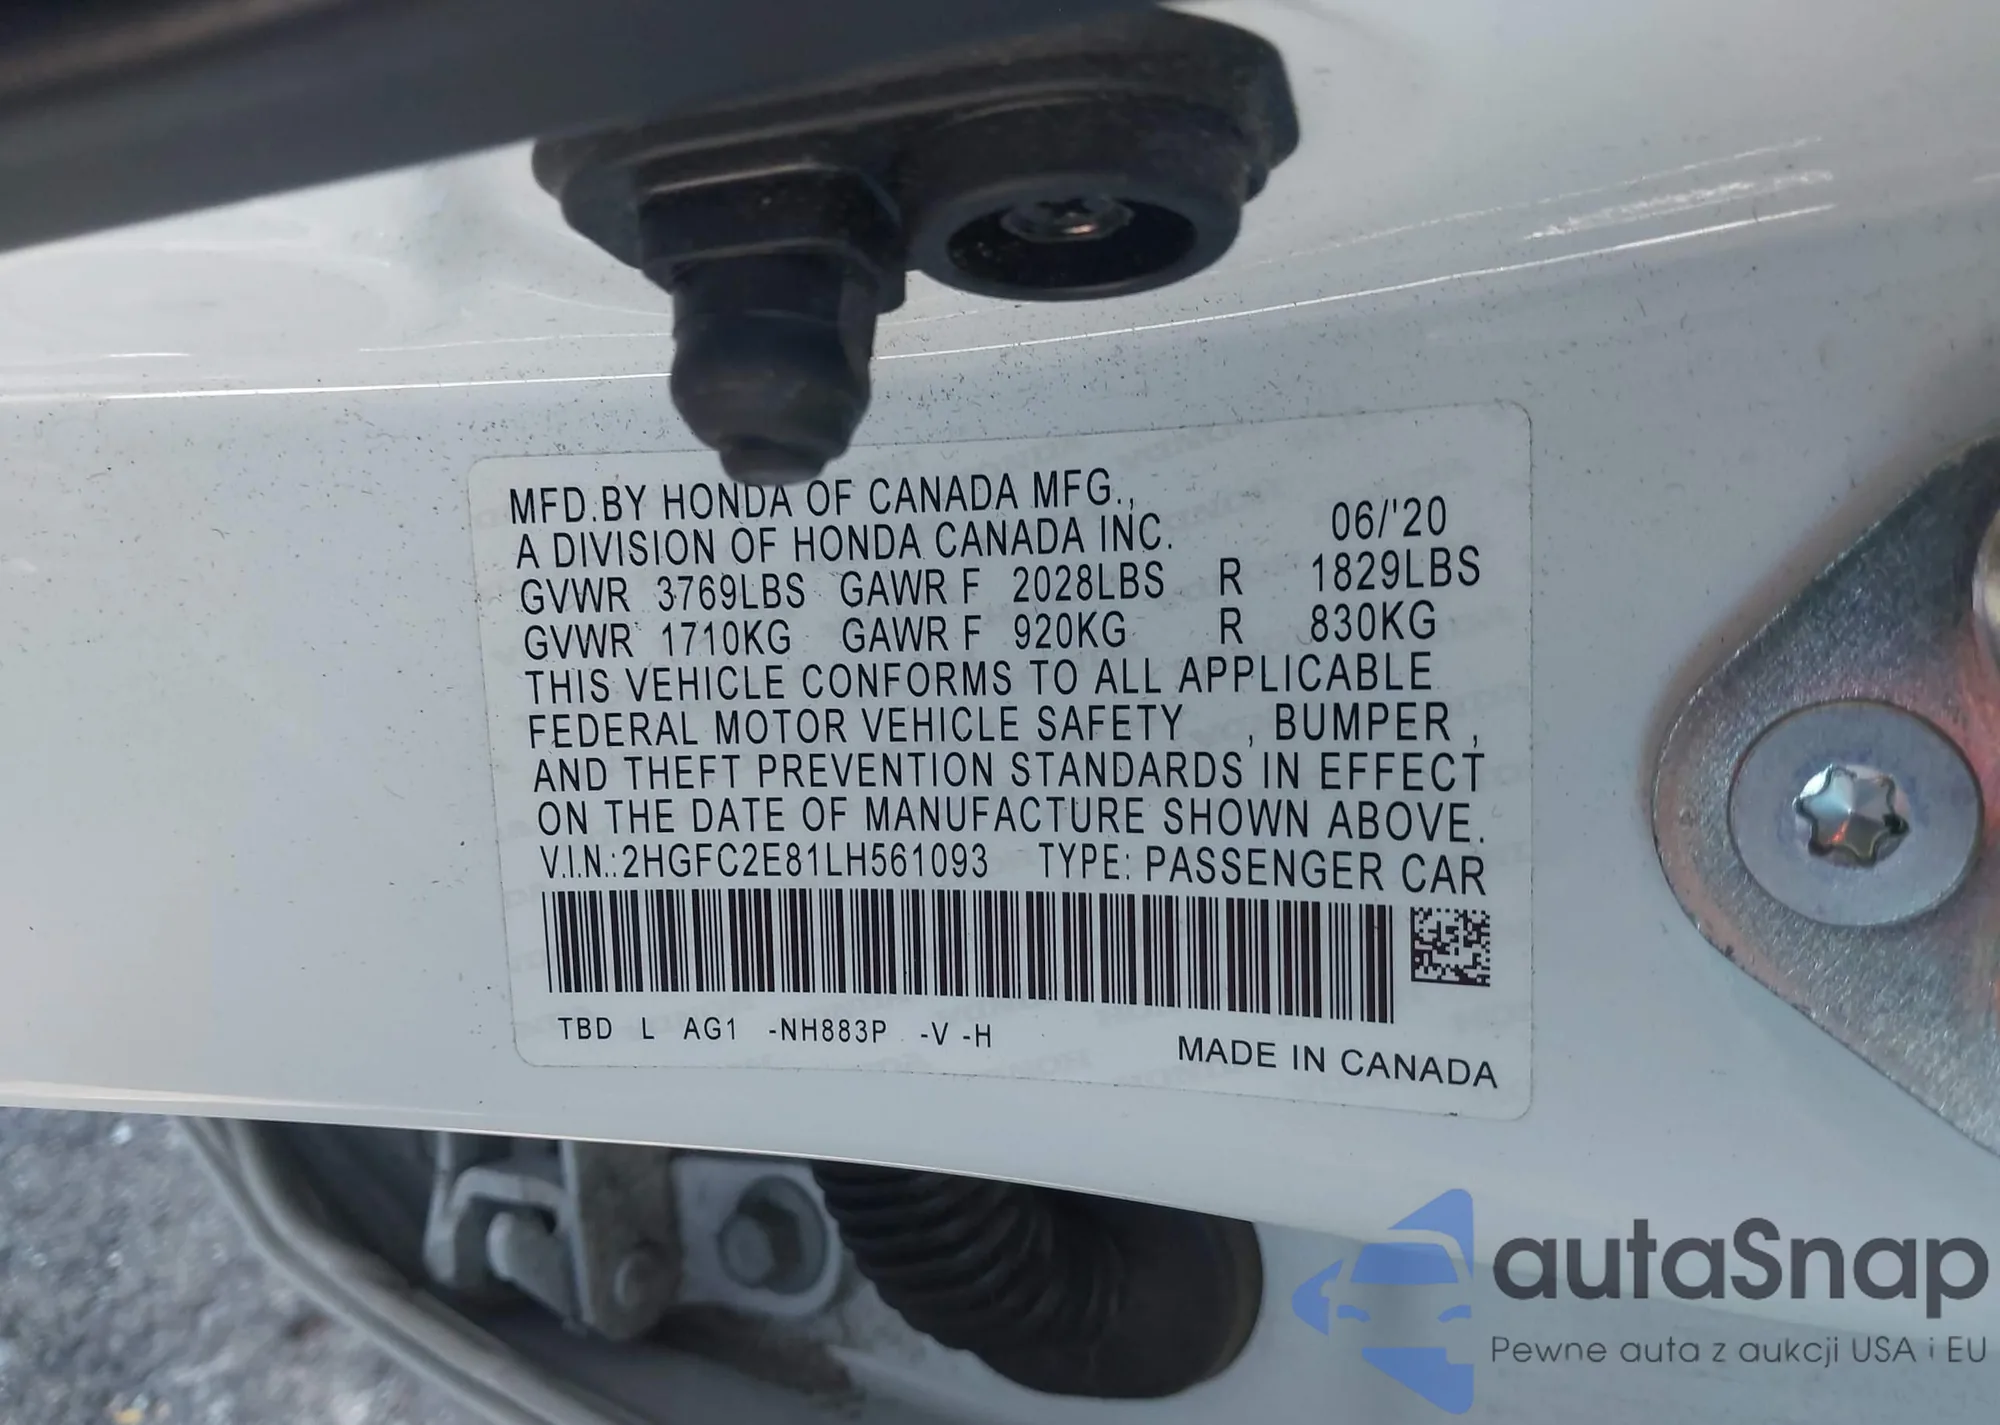 MFD.BY HONDA OF CANADA MFG.,
A DIVISION OF HONDA CANADA INC. 06/'20
GVWR 3769LBS GAWR F 2028LBS R 1829LBS
GVWR 1710KG GAWR F 920KG R 830KG
THIS VEHICLE CONFORMS TO ALL APPLICABLE
FEDERAL MOTOR VEHICLE SAFETY , BUMPER ,
AND THEFT PREVENTION STANDARDS IN EFFECT
ON THE DATE OF MANUFACTURE SHOWN ABOVE.
V.I.N.:2HGFC2E81LH561093 TYPE: PASSENGER CAR
TBD L AG1 -NH883P -V -H
MADE IN CANADA
autaSnap
Pewne auta z aukcji USA i EU